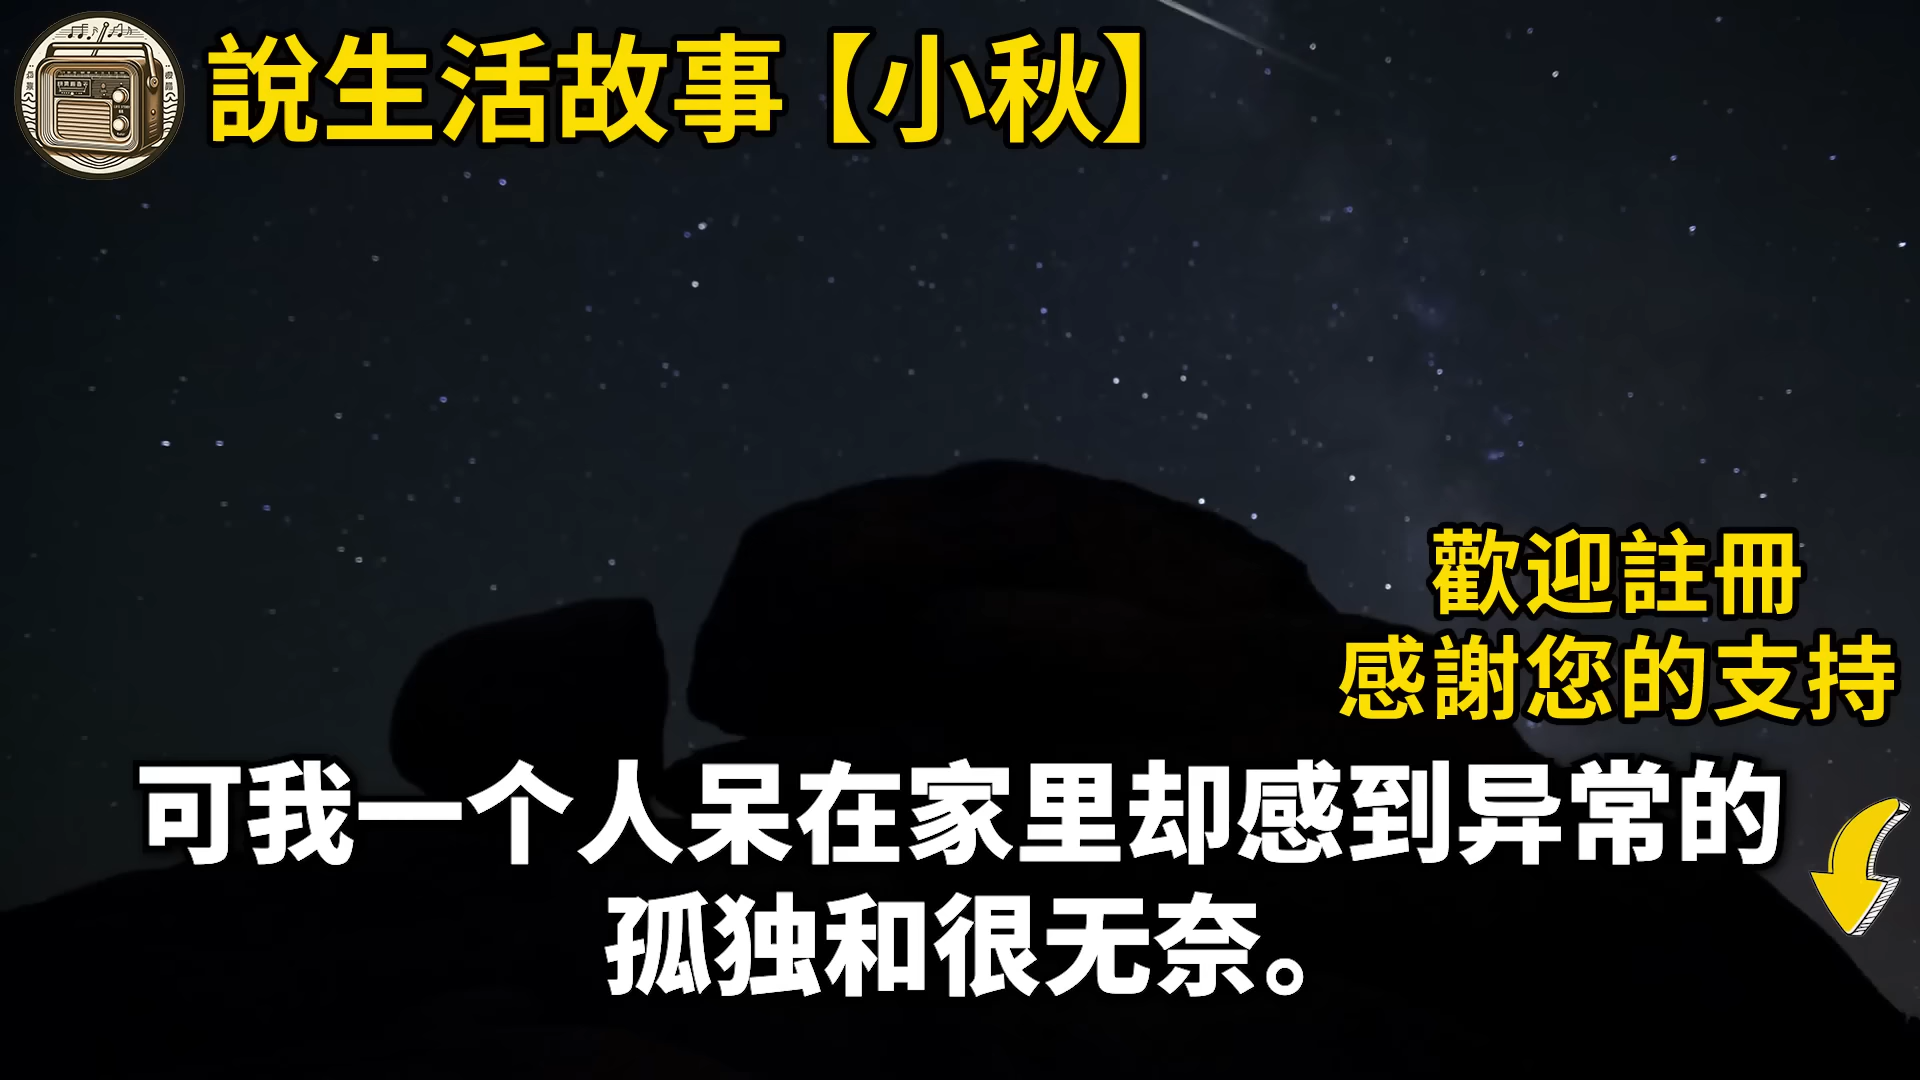 說生活故事【小秋】
歡迎註冊
感謝您的支持
可我一个人呆在家里却感到异常的
孤独和很无奈。